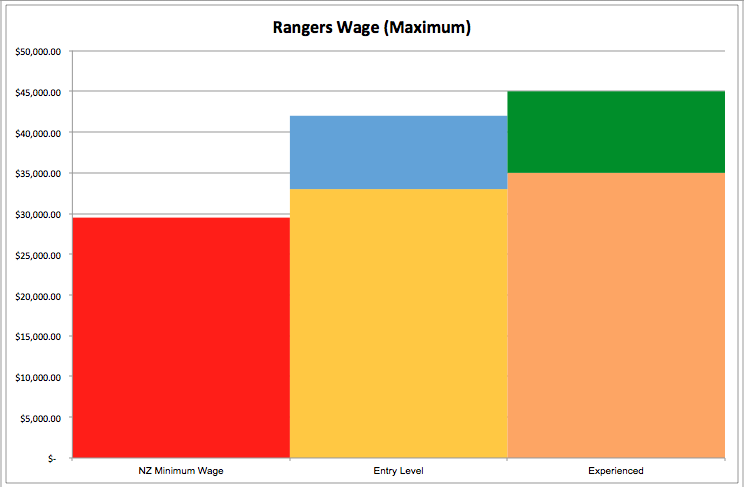 Rangers Wage (Maximum)
$50,000.00
$45,000.00
$40,000.00
$35,000.00
$30,000.00
$25,000.00
$20,000.00
$15,000.00
$10,000.00
$5,000.00
$-
NZ Minimum Wage
Entry Level
Experienced